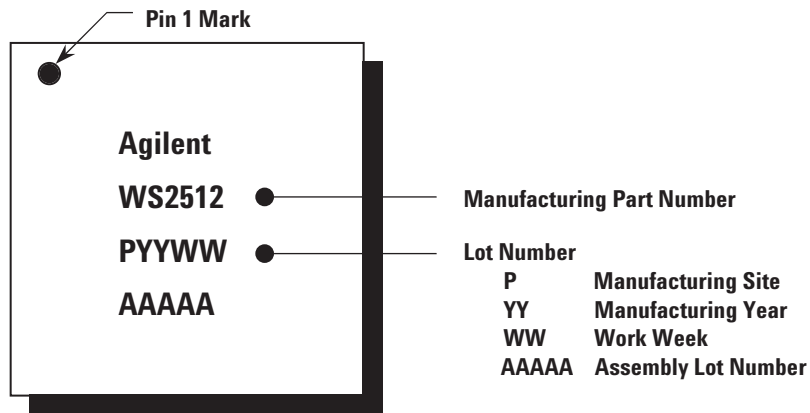 Pin 1 Mark
Agilent
WS2512
PYYWW
AAAAA
Manufacturing Part Number
Lot Number
P Manufacturing Site
YY Manufacturing Year
WW Work Week
AAAAA Assembly Lot Number